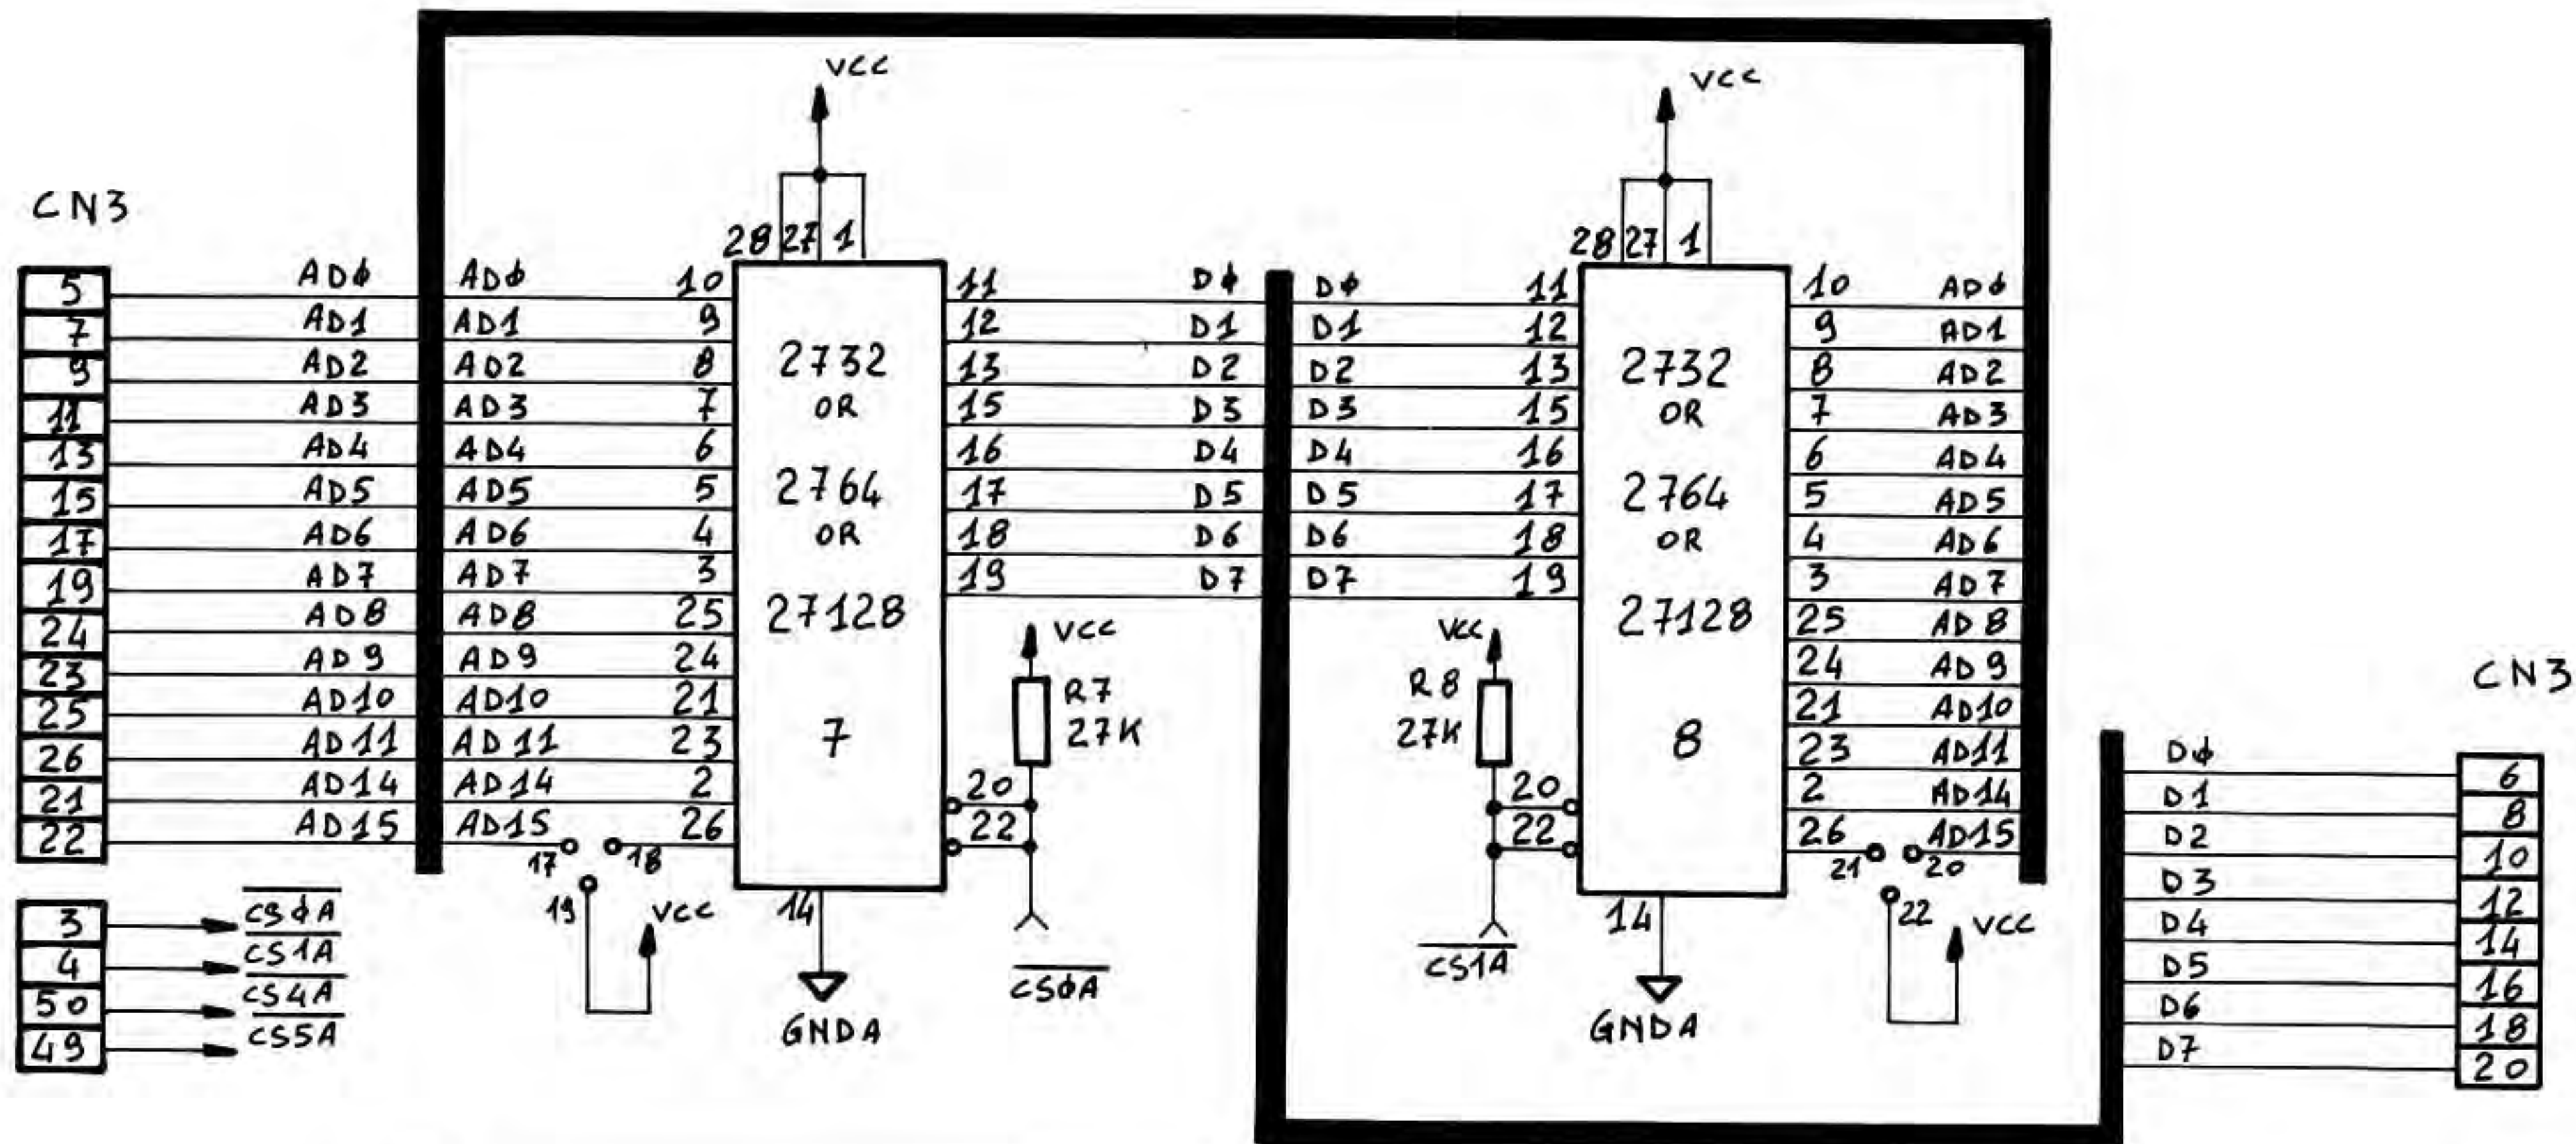 VCC
VCC
CN3
28 27 1
28 27 1
5 ADϕ ADϕ 10 11 Dϕ Dϕ 11 10 ADϕ
7 AD1 AD1 9 12 D1 D1 12 9 AD1
9 AD2 AD2 8 2732 13 D2 D2 13 2732 8 AD2
11 AD3 AD3 7 OR 15 D3 D3 15 OR 7 AD3
13 AD4 AD4 6 16 D4 D4 16 6 AD4
15 AD5 AD5 5 2764 17 D5 D5 17 2764 5 AD5
17 AD6 AD6 4 OR 18 D6 D6 18 OR 4 AD6
19 AD7 AD7 3 19 D7 D7 19 3 AD7
24 AD8 AD8 25 27128 VCC VCC 27128 25 AD8
23 AD9 AD9 24 24 AD9
25 AD10 AD10 21 R7 R8 21 AD10
26 AD11 AD11 23 7 27K 27K 8 23 AD11
21 AD14 AD14 2 20 20 2 AD14
22 AD15 AD15 17 18 26 22 22 26 21 20 AD15
19 VCC 14 14 22 VCC
3 CSϕA
4 CS1A
50 CS4A
49 CS5A
GNDA CSϕA CS1A GNDA
CN3
Dϕ 6
D1 8
D2 10
D3 12
D4 14
D5 16
D6 18
D7 20